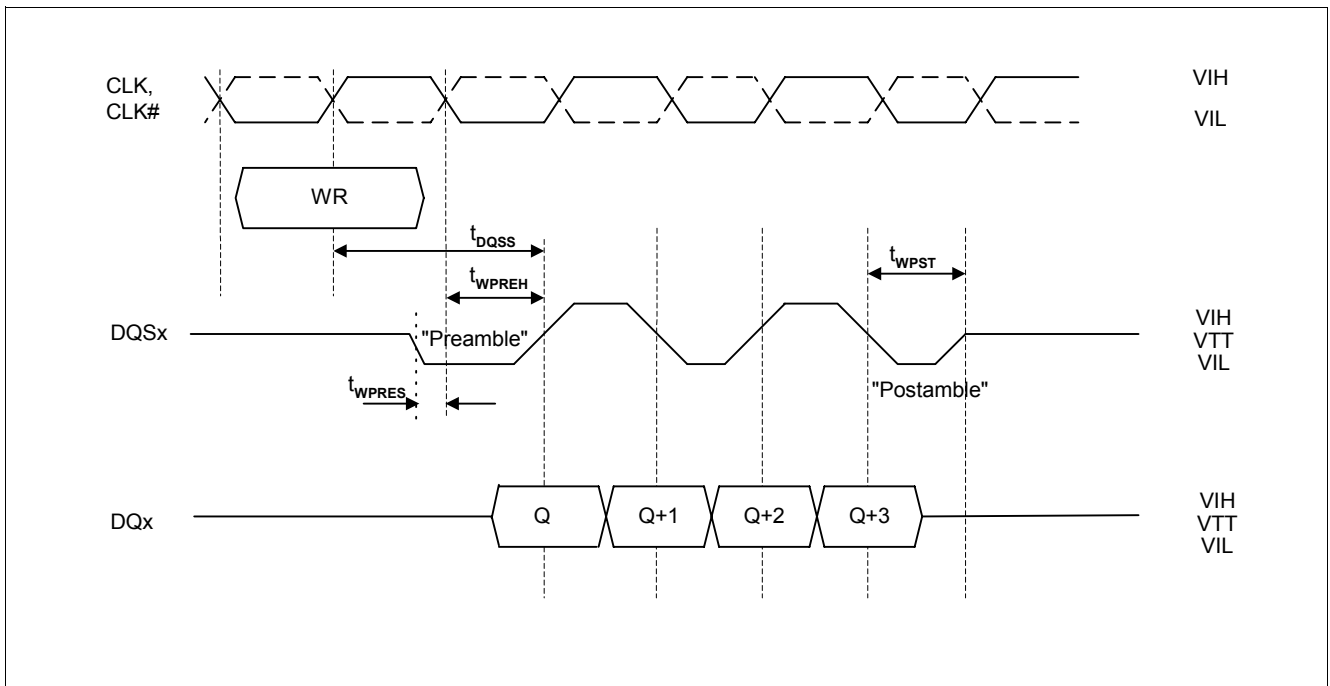 CLK,
CLK#
VIH
VIL
WR
tDQSS
tWPREH
tWPST
DQSx
"Preamble"
VIH
VTT
VIL
tWPRES
"Postamble"
DQx
Q
Q+1
Q+2
Q+3
VIH
VTT
VIL